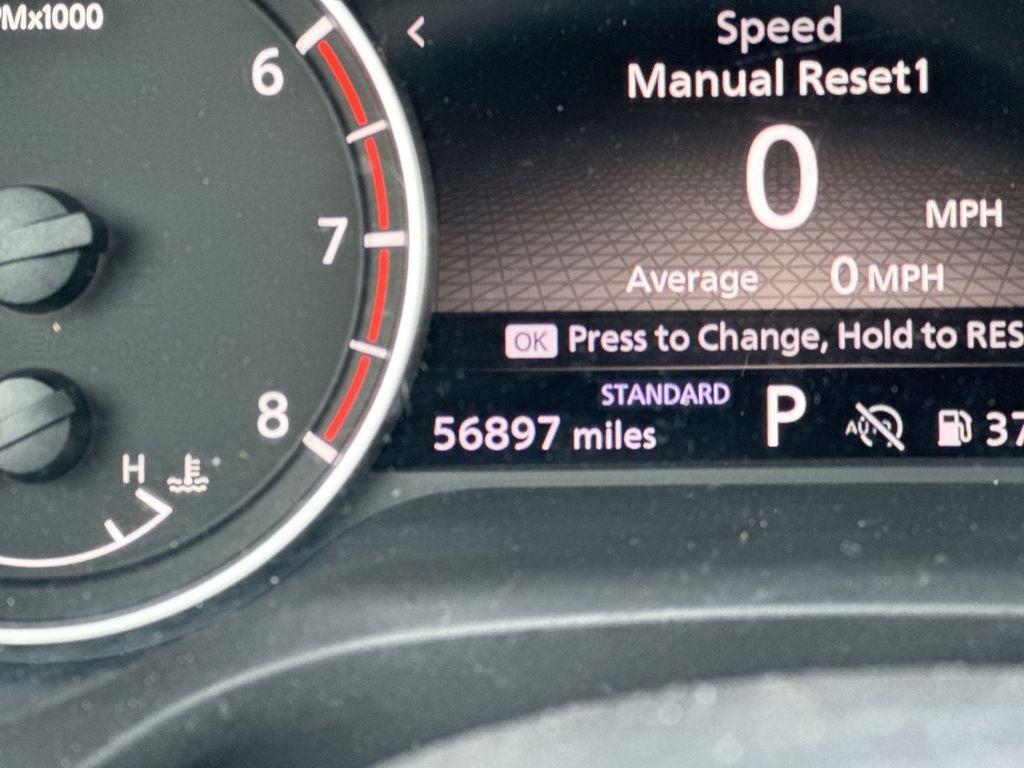 PMx1000
6
7
8
H
<
Speed
Manual Reset1
0
MPH
Average 0 MPH
OK Press to Change, Hold to RES
STANDARD
56897 miles
P
AUTO
37